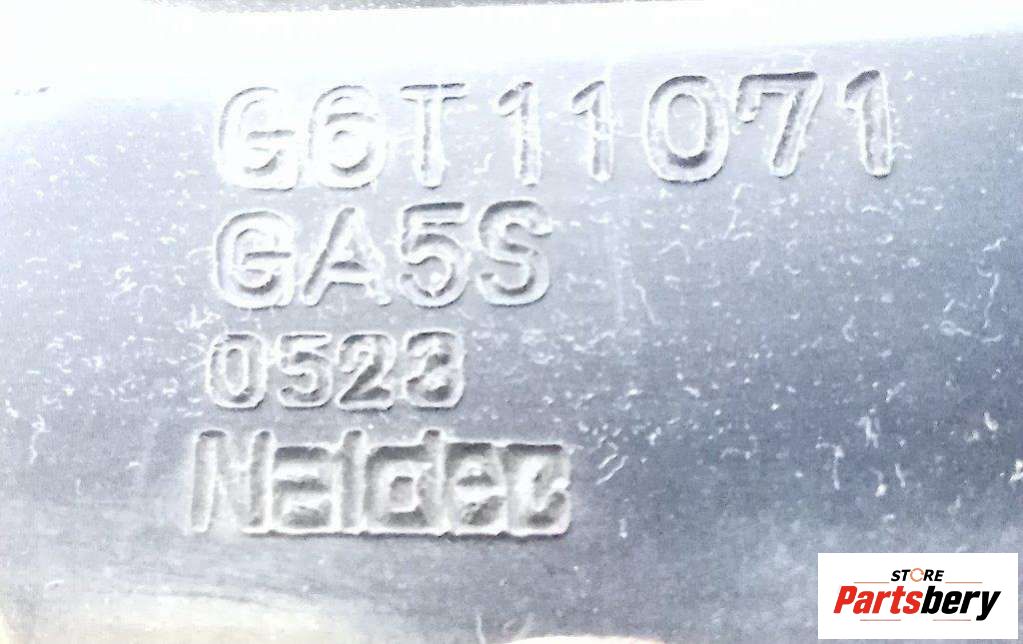 G6T11071
GA5S
0523
Naldec
STORE
Partsbery